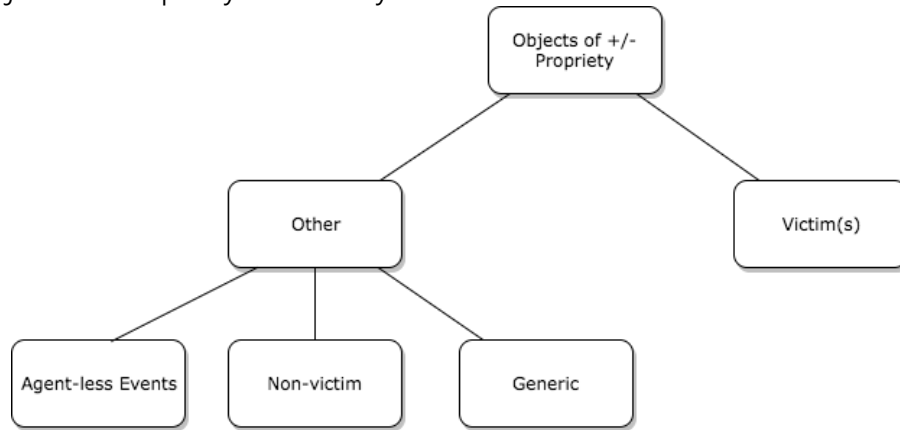 Objects of +/-
Propriety
Other
Victim(s)
Agent-less Events
Non-victim
Generic